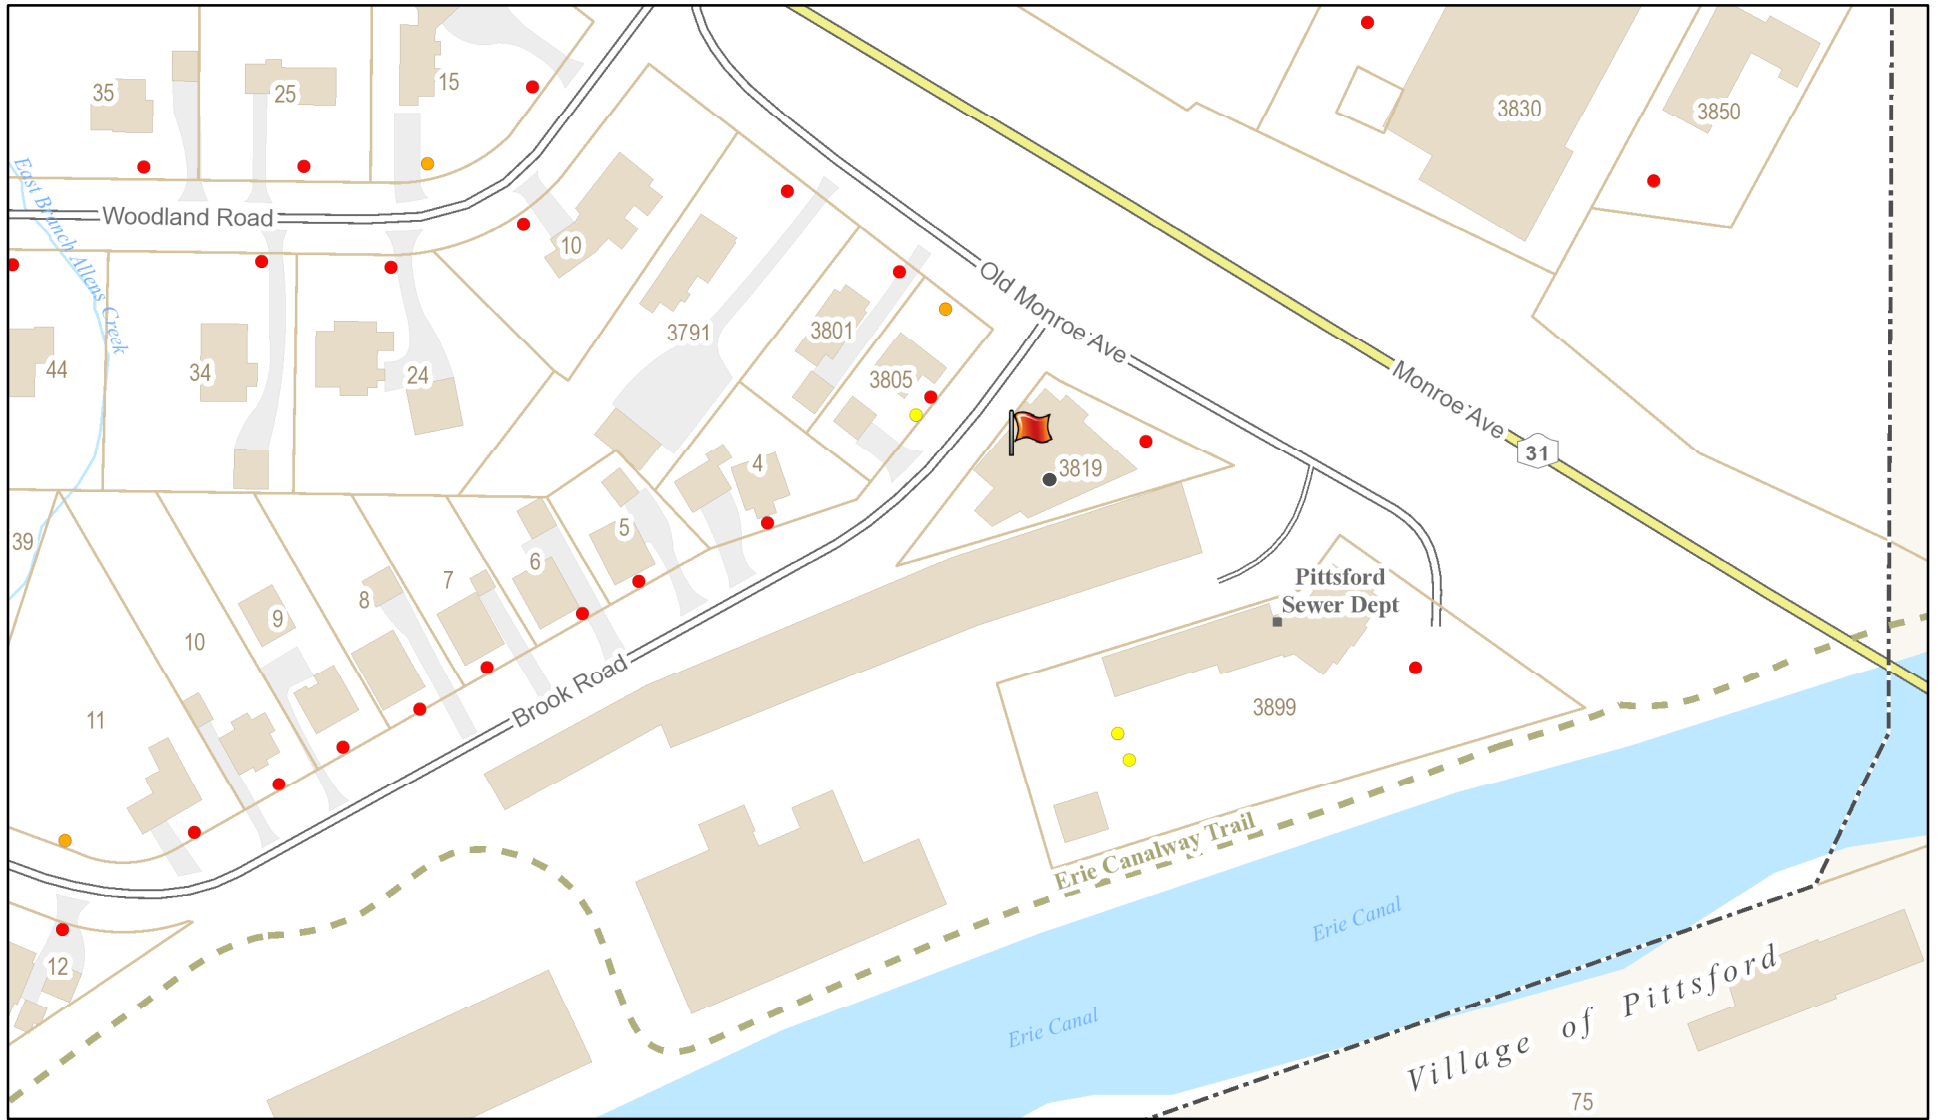 35
25
15
3830
3850
East Branch Allens Creek
Woodland Road
10
Old Monroe Ave
3791
3801
3805
44
34
24
Monroe Ave
31
3819
4
5
6
7
8
9
10
11
39
Pittsford
Sewer Dept
Brook Road
3899
Erie Canalway Trail
Erie Canal
Erie Canal
12
Village of Pittsford
75